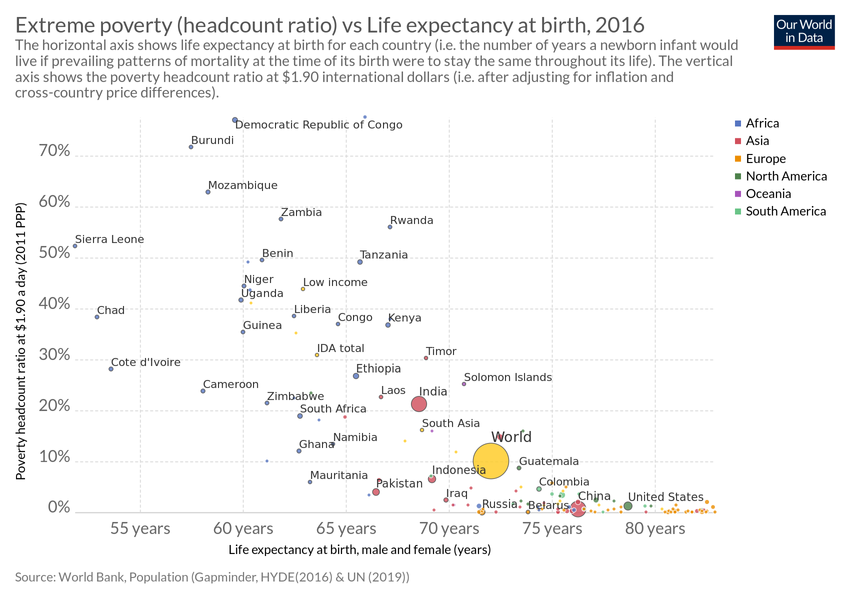 Extreme poverty (headcount ratio) vs Life expectancy at birth, 2016
Our World
in Data
The horizontal axis shows life expectancy at birth for each country (i.e. the number of years a newborn infant would
live if prevailing patterns of mortality at the time of its birth were to stay the same throughout its life). The vertical
axis shows the poverty headcount ratio at $1.90 international dollars (i.e. after adjusting for inflation and
cross-country price differences).
Democratic Republic of Congo
Africa
Burundi
Asia
70%
Europe
Mozambique
North America
60%
Oceania
Zambia
South America
Rwanda
Sierra Leone
50%
Benin
Tanzania
Niger
Low income
Uganda
40%
Chad
Liberia
Congo
Kenya
Guinea
30%
IDA total
Timor
Cote d'Ivoire
Ethiopia
Cameroon
Solomon Islands
Laos
India
Zimbabwe
20%
South Africa
South Asia
Namibia
World
Ghana
10%
Guatemala
Mauritania
Indonesia
Pakistan
Colombia
Iraq
China
United States
Russia
Belarus
0%
55 years
60 years
65 years
70 years
75 years
80 years
Poverty headcount ratio at $1.90 a day (2011 PPP)
Life expectancy at birth, male and female (years)
Source: World Bank, Population (Gapminder, HYDE(2016) & UN (2019))